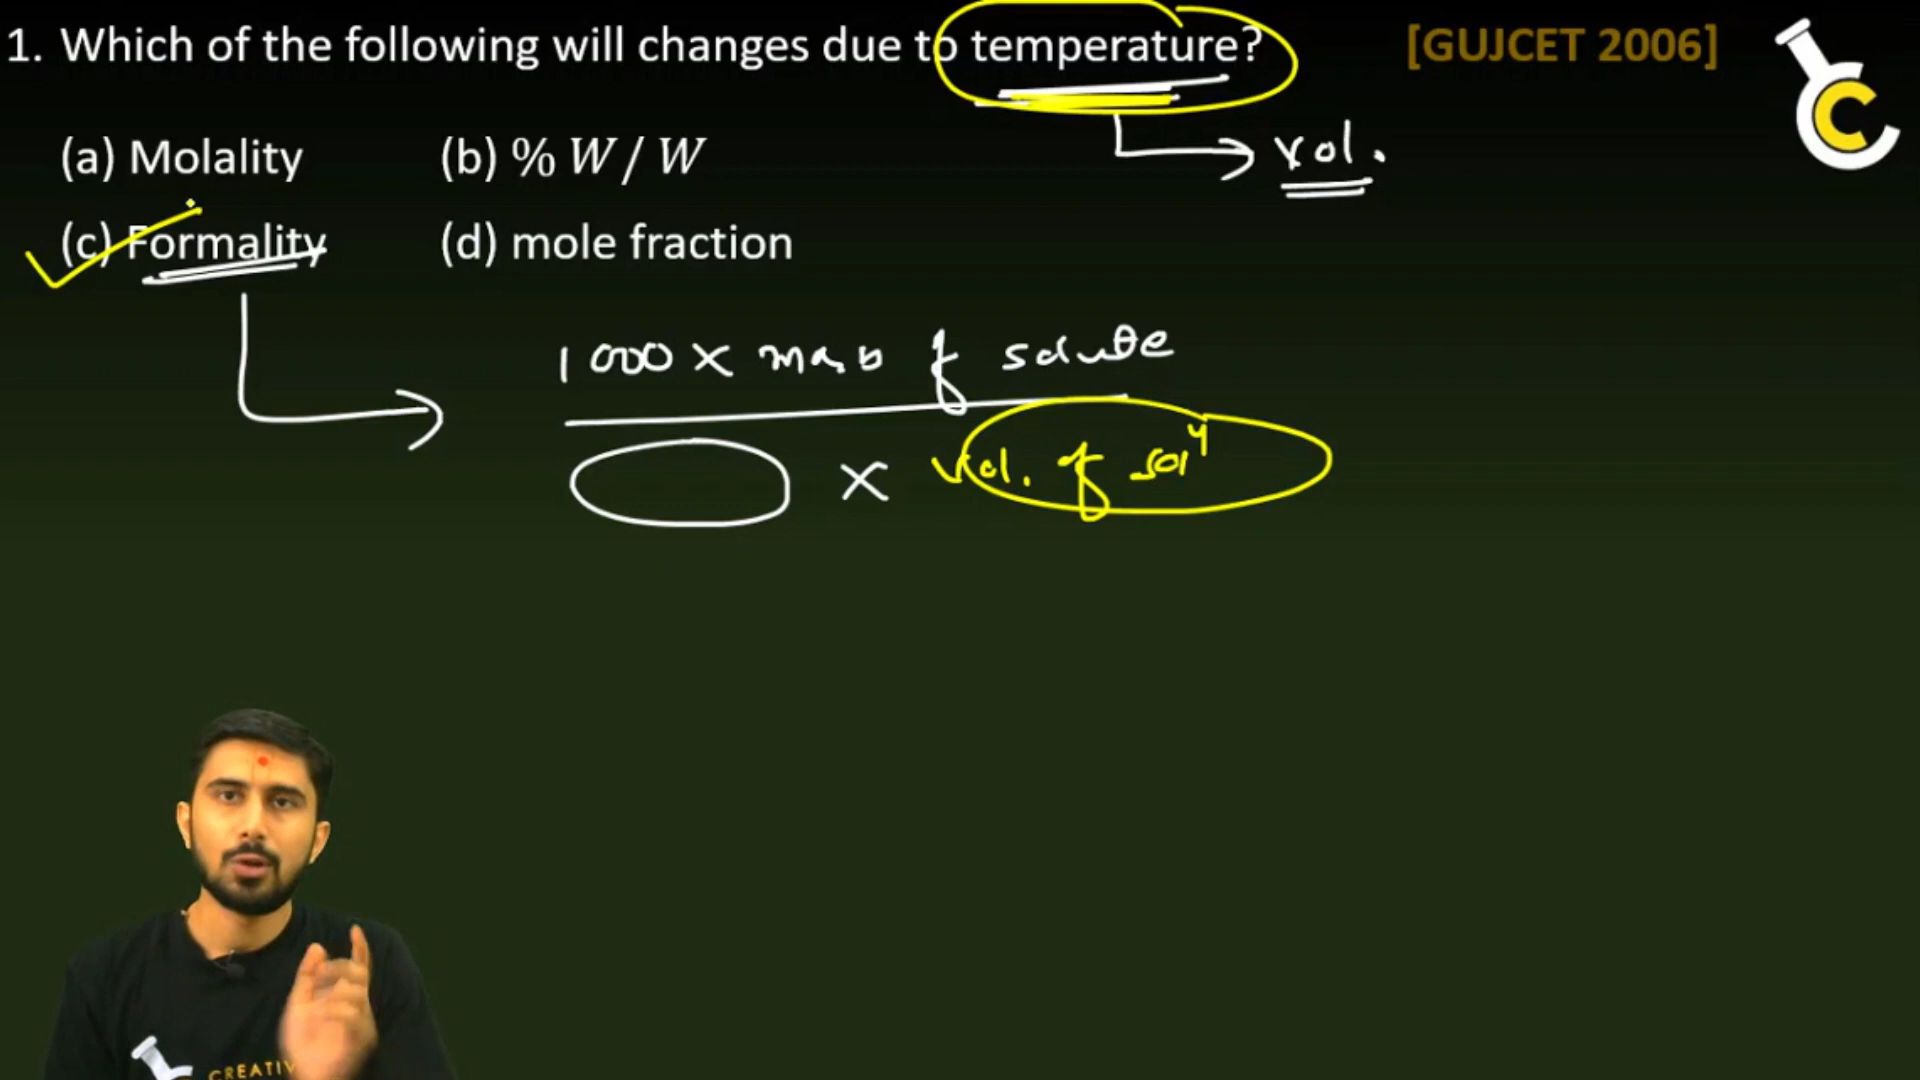 1. Which of the following will changes due to temperature? [GUJCET 2006]
(a) Molality (b) % W / W
vol.
(c) Formality (d) mole fraction
1000 × mass of solute
× vol. of solⁿ
C
CREATIV